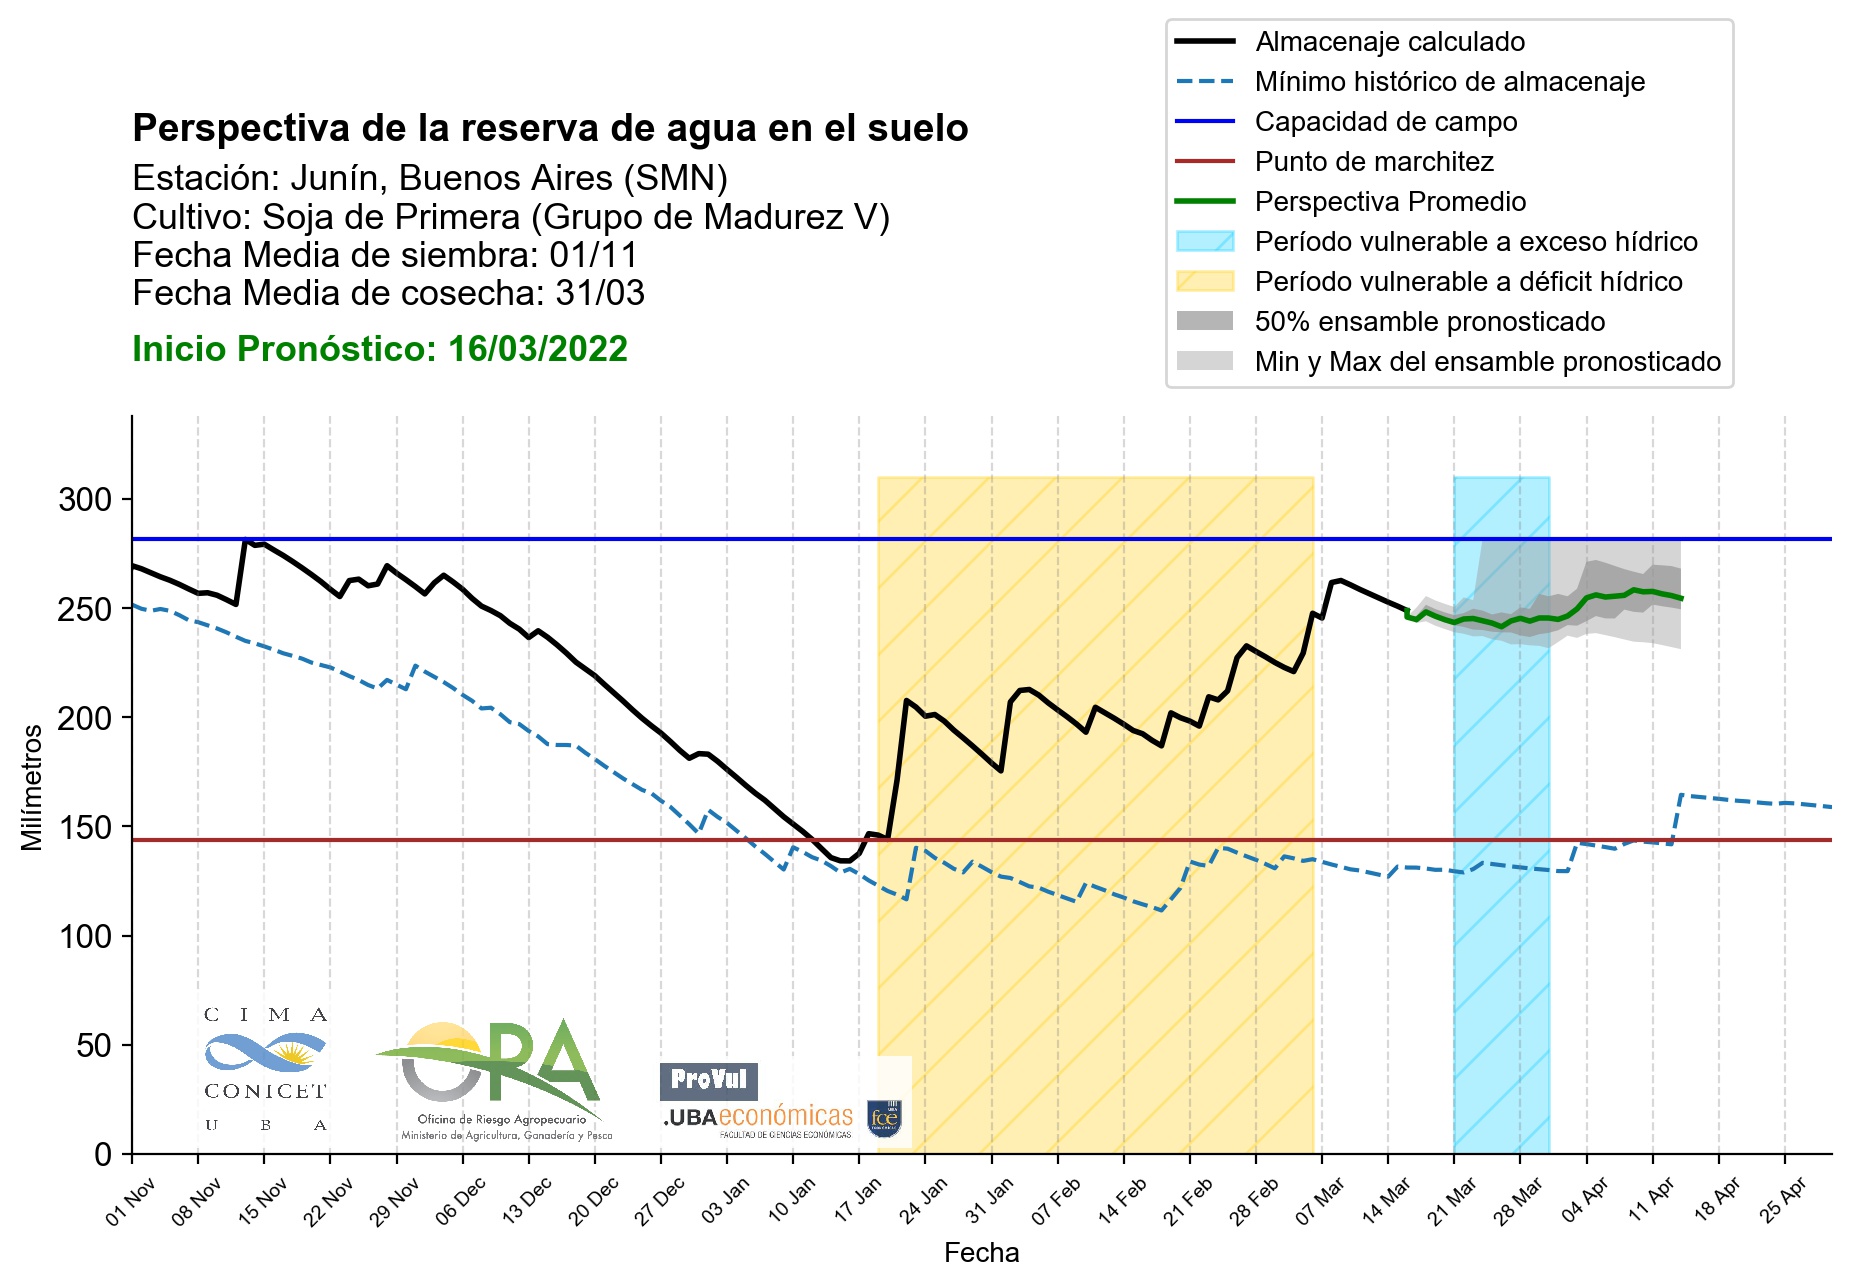 Almacenaje calculado
Mínimo histórico de almacenaje
Capacidad de campo
Punto de marchitez
Perspectiva Promedio
Período vulnerable a exceso hídrico
Período vulnerable a déficit hídrico
50% ensamble pronosticado
Min y Max del ensamble pronosticado
Perspectiva de la reserva de agua en el suelo
Estación: Junín, Buenos Aires (SMN)
Cultivo: Soja de Primera (Grupo de Madurez V)
Fecha Media de siembra: 01/11
Fecha Media de cosecha: 31/03
Inicio Pronóstico: 16/03/2022
Milímetros
300
250
200
150
100
50
0
CIMA
CONICET
UBA
ORA
Oficina de Riesgo Agropecuario
Ministerio de Agricultura, Ganadería y Pesca
ProVul
.UBAeconómicas
FACULTAD DE CIENCIAS ECONÓMICAS
UBA
fce
01 Nov
08 Nov
15 Nov
22 Nov
29 Nov
06 Dec
13 Dec
20 Dec
27 Dec
03 Jan
10 Jan
17 Jan
24 Jan
31 Jan
07 Feb
14 Feb
21 Feb
28 Feb
07 Mar
14 Mar
21 Mar
28 Mar
04 Apr
11 Apr
18 Apr
25 Apr
Fecha